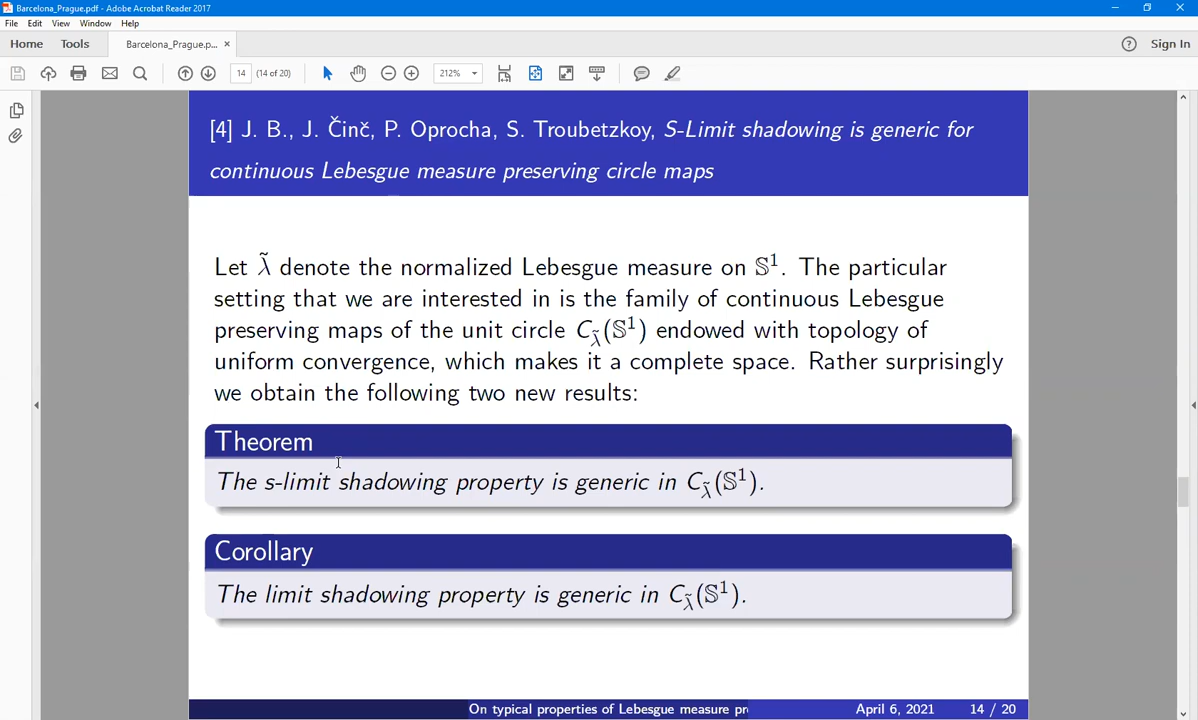 Barcelona_Prague.pdf - Adobe Acrobat Reader 2017
File Edit View Window Help
Home Tools Barcelona_Prague.p... × Sign In
14 (14 of 20) 212%
[4] J. B., J. Činč, P. Oprocha, S. Troubetzkoy, S-Limit shadowing is generic for
continuous Lebesgue measure preserving circle maps
Let λ̃ denote the normalized Lebesgue measure on 𝕊¹. The particular
setting that we are interested in is the family of continuous Lebesgue
preserving maps of the unit circle C_λ̃(𝕊¹) endowed with topology of
uniform convergence, which makes it a complete space. Rather surprisingly
we obtain the following two new results:
Theorem
The s-limit shadowing property is generic in C_λ̃(𝕊¹).
Corollary
The limit shadowing property is generic in C_λ̃(𝕊¹).
On typical properties of Lebesgue measure pr April 6, 2021 14 / 20